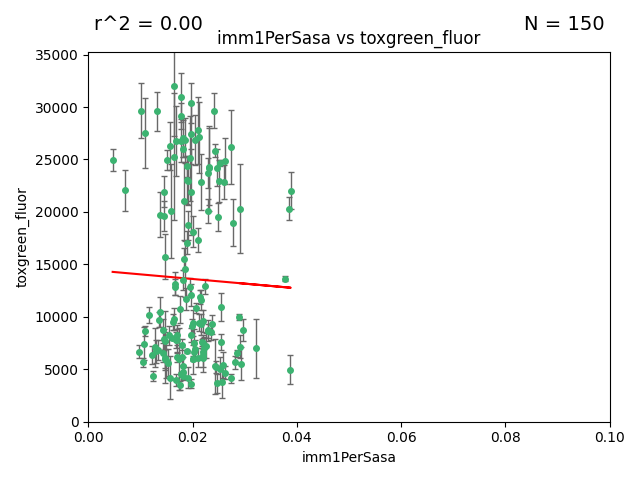 r^2 = 0.00
N = 150
imm1PerSasa vs toxgreen_fluor
35000
30000
25000
20000
15000
10000
5000
0
toxgreen_fluor
0.00
0.02
0.04
0.06
0.08
0.10
imm1PerSasa